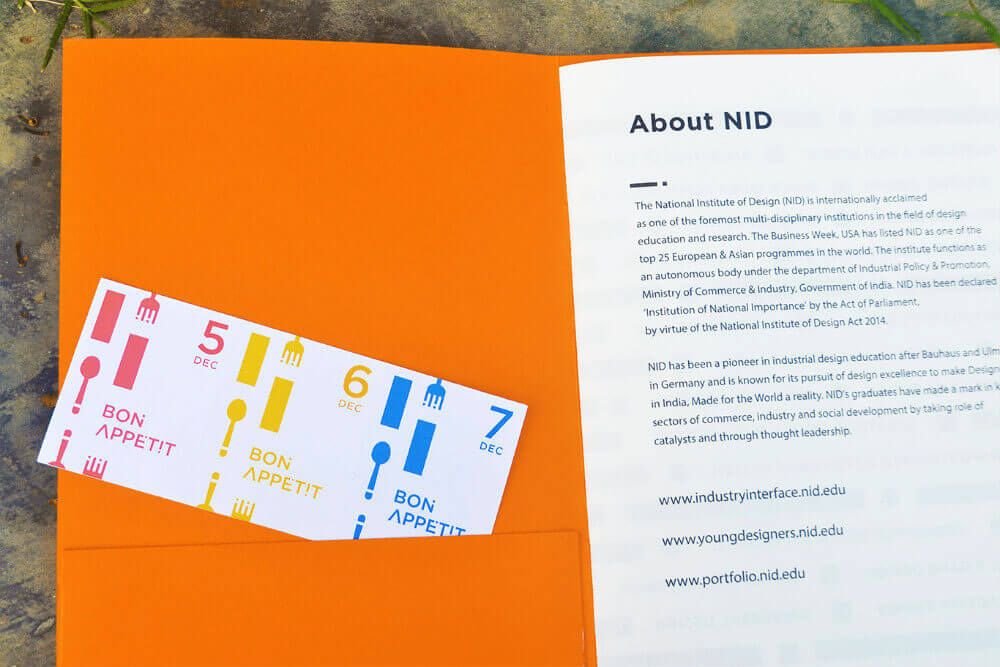 5
DEC
BON
APPETIT
6
DEC
BON
APPETIT
7
DEC
BON
APPETIT
About NID
The National Institute of Design (NID) is internationally acclaimed
as one of the foremost multi-disciplinary institutions in the field of design
education and research. The Business Week, USA has listed NID as one of the
top 25 European & Asian programmes in the world. The institute functions as
an autonomous body under the department of Industrial Policy & Promotion,
Ministry of Commerce & Industry, Government of India. NID has been declared
'Institution of National Importance' by the Act of Parliament,
by virtue of the National Institute of Design Act 2014.
NID has been a pioneer in industrial design education after Bauhaus and Ulm
in Germany and is known for its pursuit of design excellence to make Design
in India, Made for the World a reality. NID's graduates have made a mark in
sectors of commerce, industry and social development by taking role of
catalysts and through thought leadership.
www.industryinterface.nid.edu
www.youngdesigners.nid.edu
www.portfolio.nid.edu